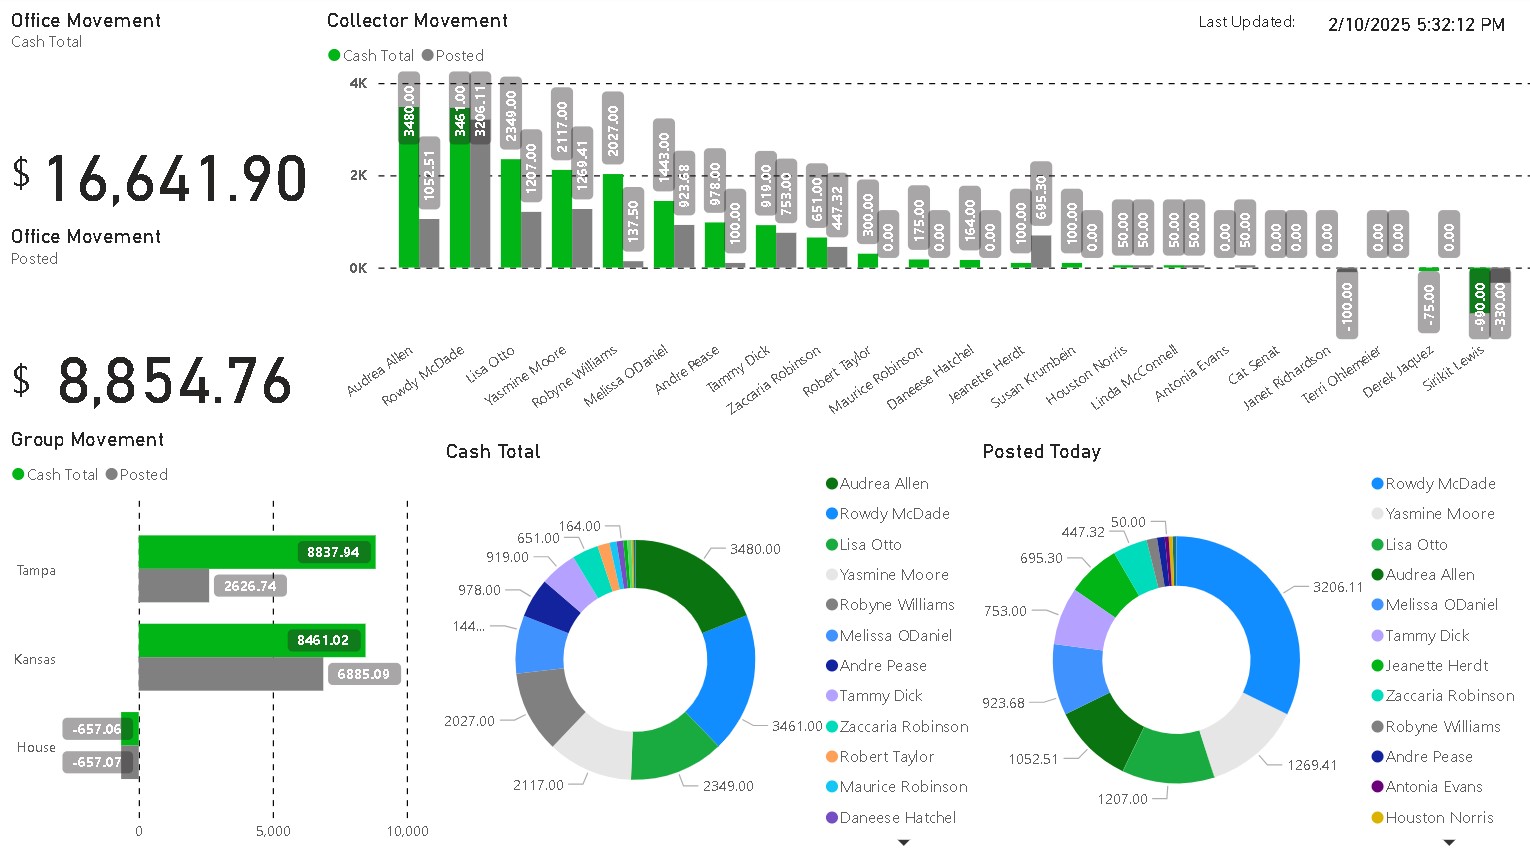 Office Movement
Cash Total
$ 16,641.90
Office Movement
Posted
$ 8,854.76
Collector Movement
Last Updated: 2/10/2025 5:32:12 PM
Cash Total Posted
4K
2K
0K
3480.00
1052.51
3461.00
3206.11
2349.00
1207.00
2117.00
1269.41
2027.00
137.50
1443.00
923.68
978.00
100.00
919.00
753.00
651.00
447.32
300.00
0.00
175.00
0.00
164.00
0.00
100.00
695.30
100.00
0.00
50.00
50.00
50.00
50.00
0.00
50.00
0.00
0.00
0.00
-100.00
0.00
0.00
-75.00
0.00
-990.00
-330.00
Audrea Allen
Rowdy McDade
Lisa Otto
Yasmine Moore
Robyne Williams
Melissa ODaniel
Andre Pease
Tammy Dick
Zaccaria Robinson
Robert Taylor
Maurice Robinson
Daneese Hatchel
Jeanette Herdt
Susan Krumbein
Houston Norris
Linda McConnell
Antonia Evans
Cat Senat
Janet Richardson
Terri Ohlemeier
Derek Jaquez
Sirikit Lewis
Group Movement
Cash Total Posted
Tampa
8837.94
2626.74
Kansas
8461.02
6885.09
House
-657.06
-657.07
0 5,000 10,000
Cash Total
3480.00
3461.00
2349.00
2117.00
2027.00
144...
978.00
919.00
651.00
164.00
Audrea Allen
Rowdy McDade
Lisa Otto
Yasmine Moore
Robyne Williams
Melissa ODaniel
Andre Pease
Tammy Dick
Zaccaria Robinson
Robert Taylor
Maurice Robinson
Daneese Hatchel
Posted Today
3206.11
1269.41
1207.00
1052.51
923.68
753.00
695.30
447.32
50.00
Rowdy McDade
Yasmine Moore
Lisa Otto
Audrea Allen
Melissa ODaniel
Tammy Dick
Jeanette Herdt
Zaccaria Robinson
Robyne Williams
Andre Pease
Antonia Evans
Houston Norris